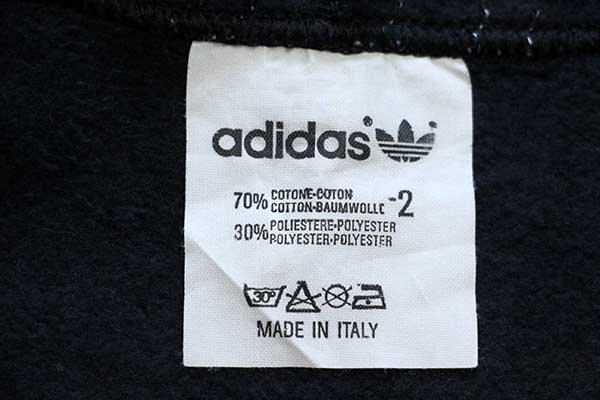 adidas®
70% COTONE-COTON
COTTON-BAUMWOLLE -2
30% POLIESTERE-POLYESTER
POLYESTER-POLYESTER
30°
MADE IN ITALY